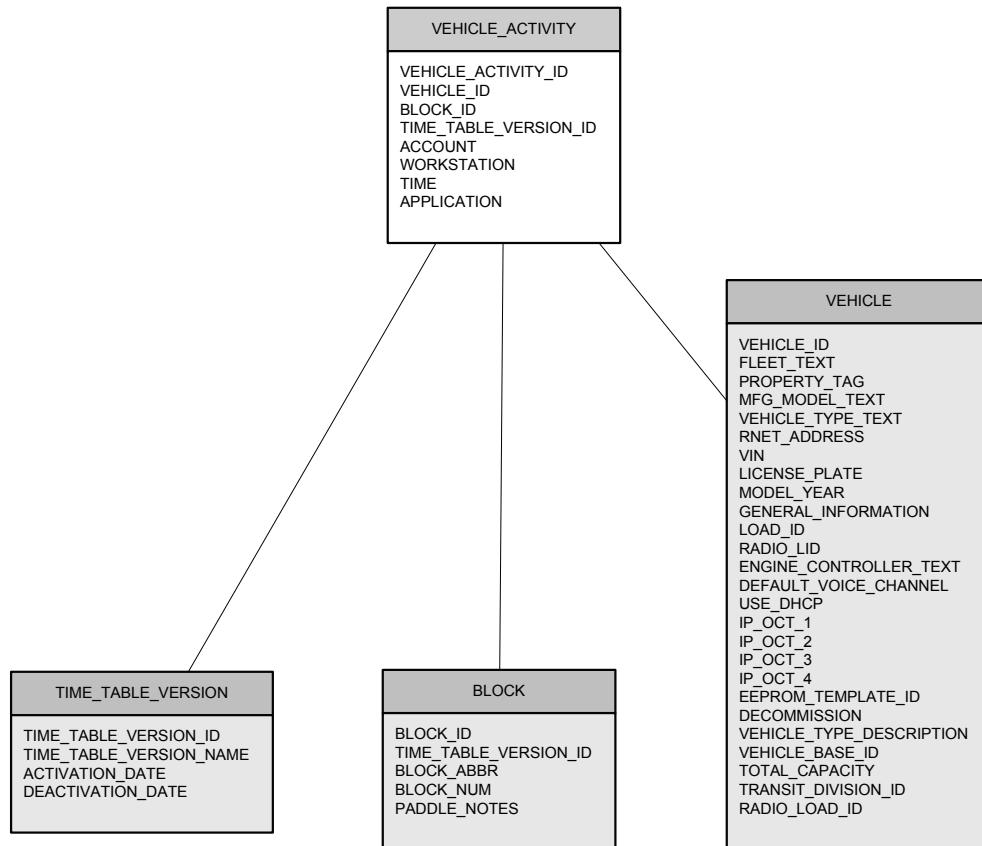 VEHICLE_ACTIVITY
VEHICLE_ACTIVITY_ID
VEHICLE_ID
BLOCK_ID
TIME_TABLE_VERSION_ID
ACCOUNT
WORKSTATION
TIME
APPLICATION
VEHICLE
VEHICLE_ID
FLEET_TEXT
PROPERTY_TAG
MFG_MODEL_TEXT
VEHICLE_TYPE_TEXT
RNET_ADDRESS
VIN
LICENSE_PLATE
MODEL_YEAR
GENERAL_INFORMATION
LOAD_ID
RADIO_LID
ENGINE_CONTROLLER_TEXT
DEFAULT_VOICE_CHANNEL
USE_DHCP
IP_OCT_1
IP_OCT_2
IP_OCT_3
IP_OCT_4
EEPROM_TEMPLATE_ID
DECOMMISSION
VEHICLE_TYPE_DESCRIPTION
VEHICLE_BASE_ID
TOTAL_CAPACITY
TRANSIT_DIVISION_ID
RADIO_LOAD_ID
TIME_TABLE_VERSION
TIME_TABLE_VERSION_ID
TIME_TABLE_VERSION_NAME
ACTIVATION_DATE
DEACTIVATION_DATE
BLOCK
BLOCK_ID
TIME_TABLE_VERSION_ID
BLOCK_ABBR
BLOCK_NUM
PADDLE_NOTES